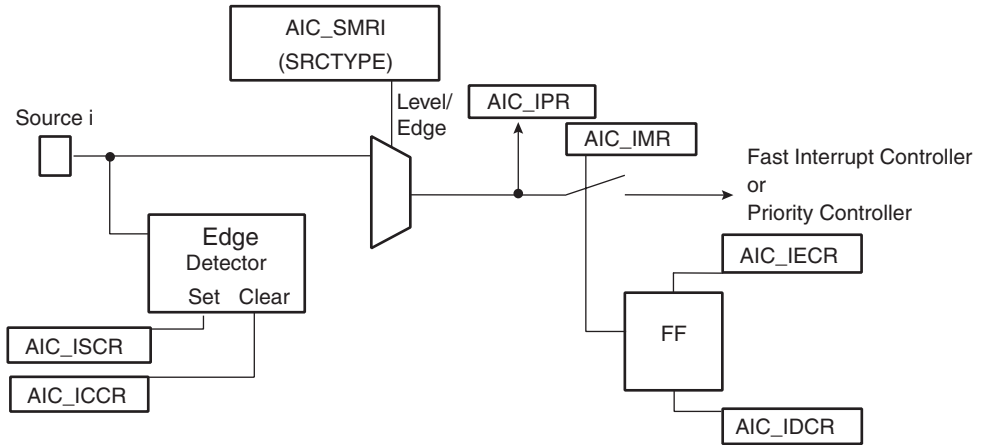 AIC_SMRI
(SRCTYPE)
Source i
Level/
Edge
AIC_IPR
AIC_IMR
Fast Interrupt Controller
or
Priority Controller
Edge
Detector
Set Clear
AIC_IECR
FF
AIC_ISCR
AIC_ICCR
AIC_IDCR